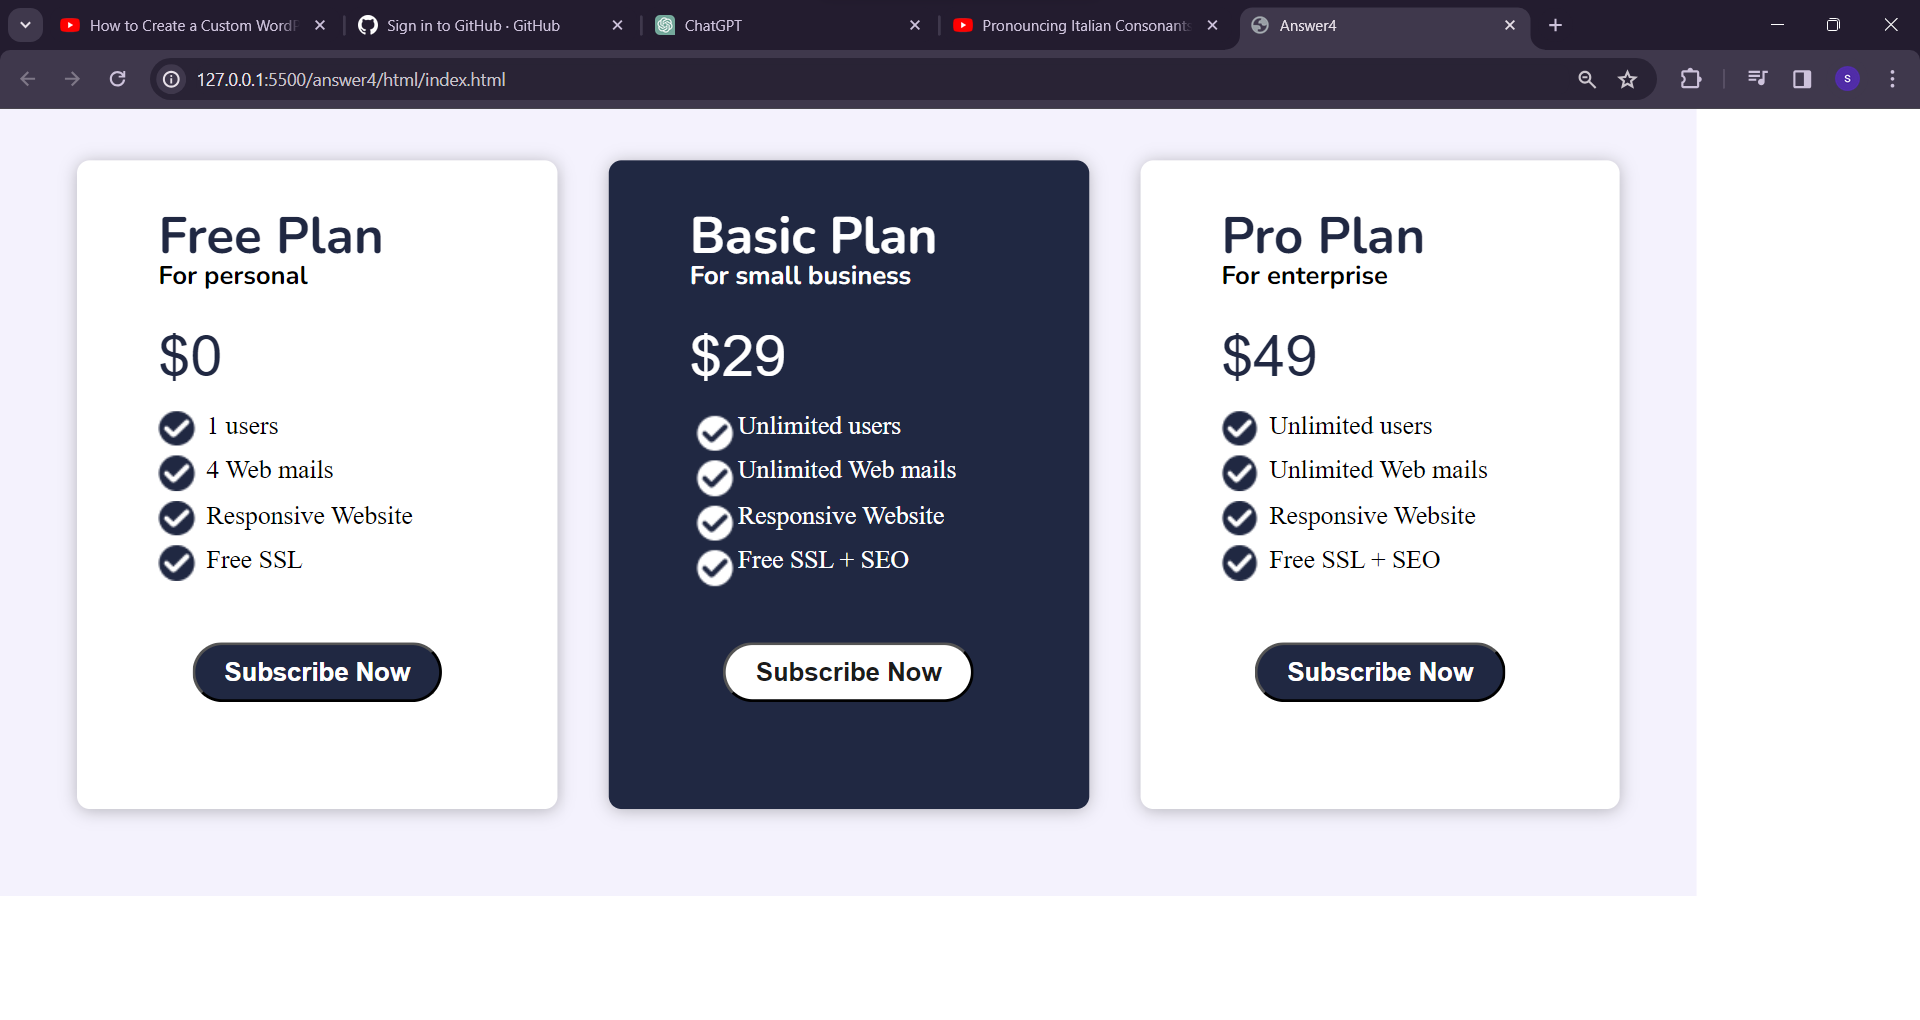 How to Create a Custom WordP
Sign in to GitHub · GitHub
ChatGPT
Pronouncing Italian Consonants
Answer4
127.0.0.1:5500/answer4/html/index.html
S
Free Plan
For personal
$0
1 users
4 Web mails
Responsive Website
Free SSL
Subscribe Now
Basic Plan
For small business
$29
Unlimited users
Unlimited Web mails
Responsive Website
Free SSL + SEO
Subscribe Now
Pro Plan
For enterprise
$49
Unlimited users
Unlimited Web mails
Responsive Website
Free SSL + SEO
Subscribe Now